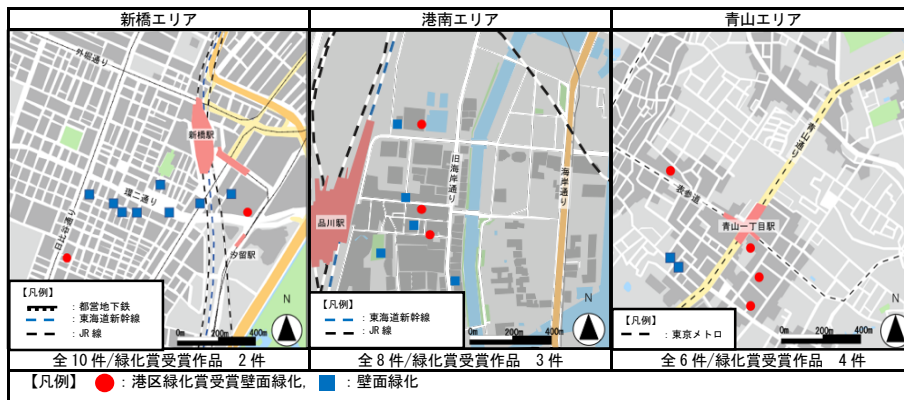 新橋エリア
外堀通り
新橋駅
環二通り
日比谷通り
汐留駅
【凡例】
：都営地下鉄
：東海道新幹線
：JR線
N
0m 200m 400m
全10件/緑化賞受賞作品 2件
港南エリア
旧海岸通り
海岸通り
品川駅
【凡例】
：東海道新幹線
：JR線
N
0m 200m 400m
全8件/緑化賞受賞作品 3件
青山エリア
青山通り
表参道
青山一丁目駅
【凡例】
：東京メトロ
N
0m 200m 400m
全6件/緑化賞受賞作品 4件
【凡例】 ：港区緑化賞受賞壁面緑化, ：壁面緑化